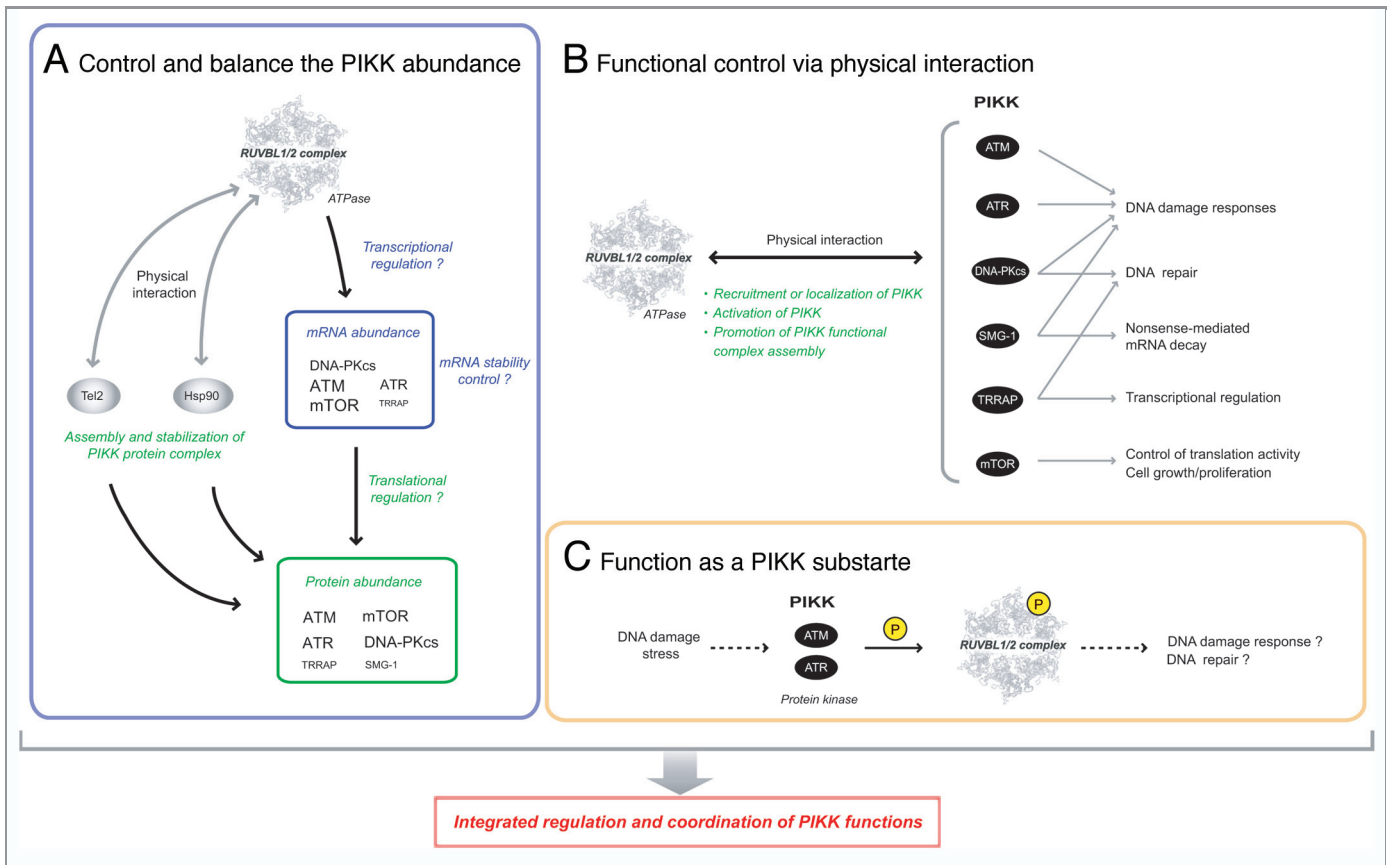 A Control and balance the PIKK abundance
RUVBL1/2 complex
ATPase
Transcriptional
regulation ?
Physical
interaction
mRNA abundance
DNA-PKcs
ATM ATR
mTOR TRRAP
mRNA stability
control ?
Tel2
Hsp90
Assembly and stabilization of
PIKK protein complex
Translational
regulation ?
Protein abundance
ATM mTOR
ATR DNA-PKcs
TRRAP SMG-1
B Functional control via physical interaction
PIKK
RUVBL1/2 complex
ATPase
Physical interaction
• Recruitment or localization of PIKK
• Activation of PIKK
• Promotion of PIKK functional
complex assembly
ATM
ATR
DNA-PKcs
SMG-1
TRRAP
mTOR
DNA damage responses
DNA repair
Nonsense-mediated
mRNA decay
Transcriptional regulation
Control of translation activity
Cell growth/proliferation
C Function as a PIKK substarte
DNA damage
stress
PIKK
ATM
ATR
Protein kinase
P
P
RUVBL1/2 complex
DNA damage response ?
DNA repair ?
Integrated regulation and coordination of PIKK functions